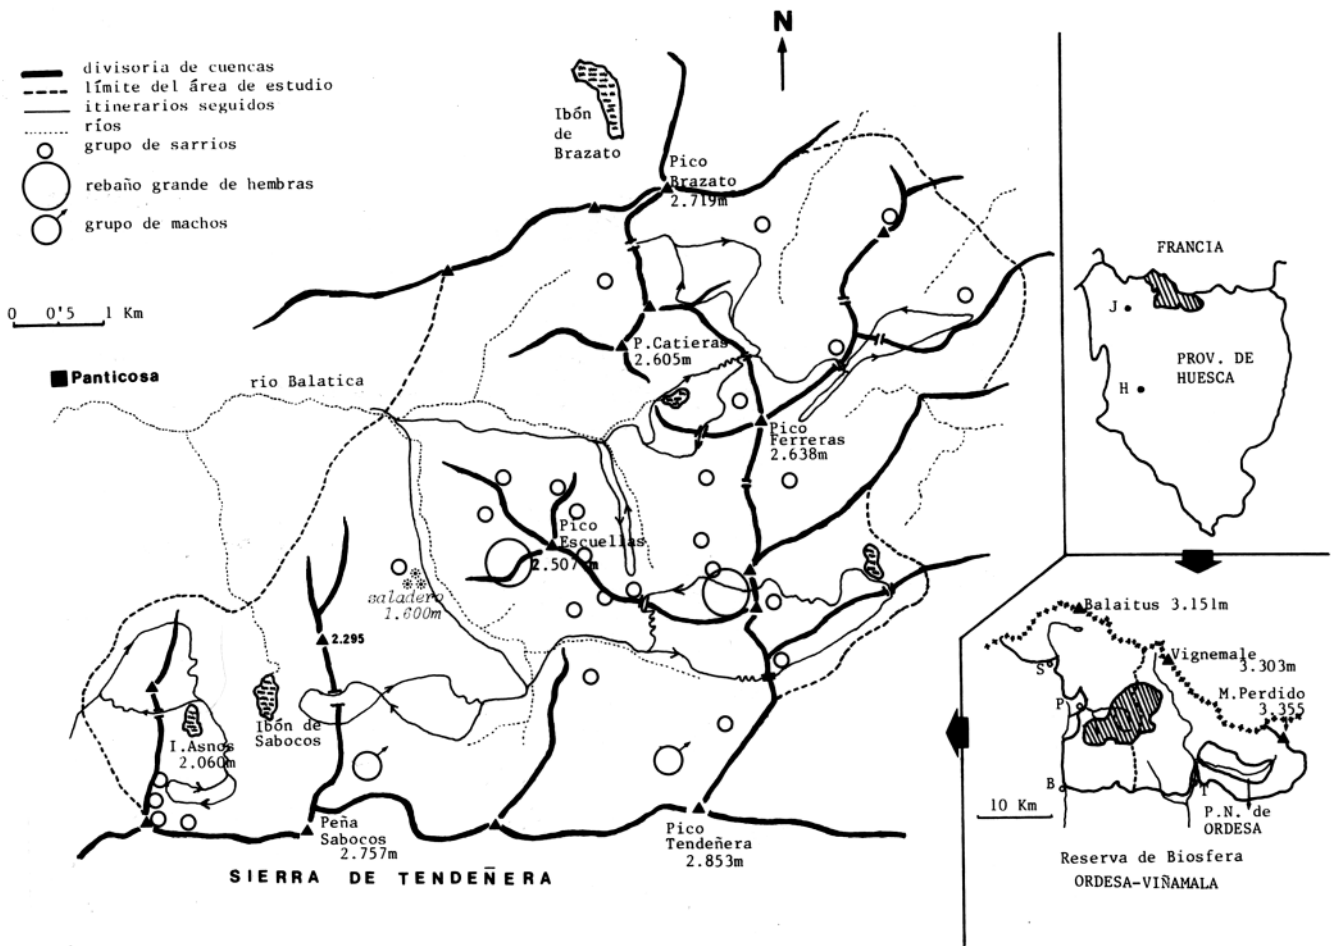 divisoria de cuencas
límite del área de estudio
itinerarios seguidos
ríos
grupo de sarrios
rebaño grande de hembras
grupo de machos
0 0'5 1 Km
N
Ibón
de
Brazato
Pico
Brazato
2.719m
P.Catieras
2.605m
Panticosa
rio Balatica
Pico
Ferreras
2.638m
Pico
Escuellas
2.507m
saladero
1.600m
2.295
Ibón de
Sabocos
I.Asnos
2.060m
Peña
Sabocos
2.757m
Pico
Tendeñera
2.853m
SIERRA DE TENDEÑERA
FRANCIA
J
PROV. DE
HUESCA
H
Balaitus 3.151m
Vignemale
3.303m
M.Perdido
3.355
S
P
B
T
10 Km
P.N. de
ORDESA
Reserva de Biosfera
ORDESA-VIÑAMALA